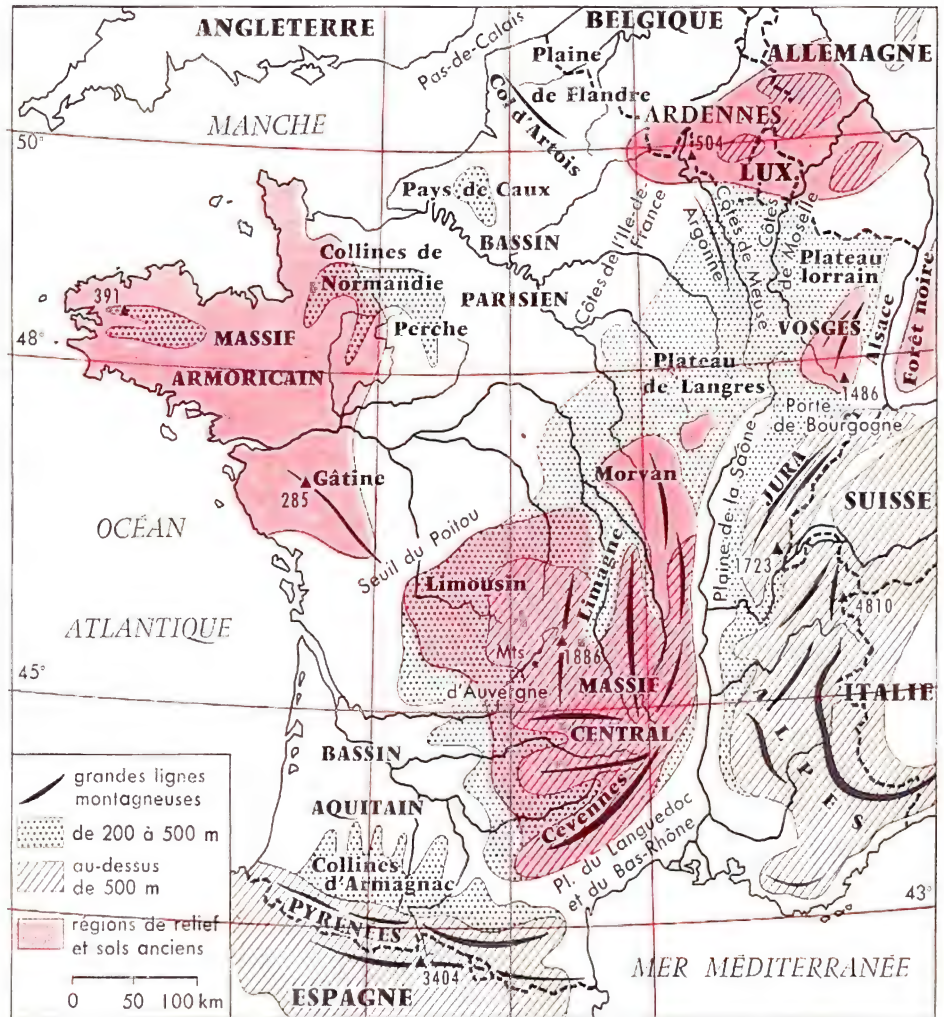 ANGLETERRE
BELGIQUE
ALLEMAGNE
Pas-de-Calais
Plaine
de Flandre
Col d'Artois
MANCHE
ARDENNES
504
LUX
50°
Pays de Caux
BASSIN
PARISIEN
Côtes de l'Ile-de-
France
Argonne
Côtes de Meuse
Côtes
de Moselle
Plateau
lorrain
Collines de
Normandie
Perche
391
MASSIF
ARMORICAIN
48°
VOSGES
Alsace
Forêt noire
1486
Plateau
de Langres
Porte
de Bourgogne
Morvan
Plaine de la Saône
JURA
SUISSE
1723
4810
Gâtine
285
OCÉAN
ATLANTIQUE
Seuil du Poitou
Limousin
Limagne
Mts
d'Auvergne
1886
MASSIF
CENTRAL
45°
ITALIE
ALPES
BASSIN
AQUITAIN
Cévennes
Pl. du Languedoc
et du Bas-Rhône
Collines
d'Armagnac
43°
PYRÉNÉES
3404
ESPAGNE
MER MÉDITERRANÉE
grandes lignes
montagneuses
de 200 à 500 m
au-dessus
de 500 m
régions de relief
et sols anciens
0 50 100 km